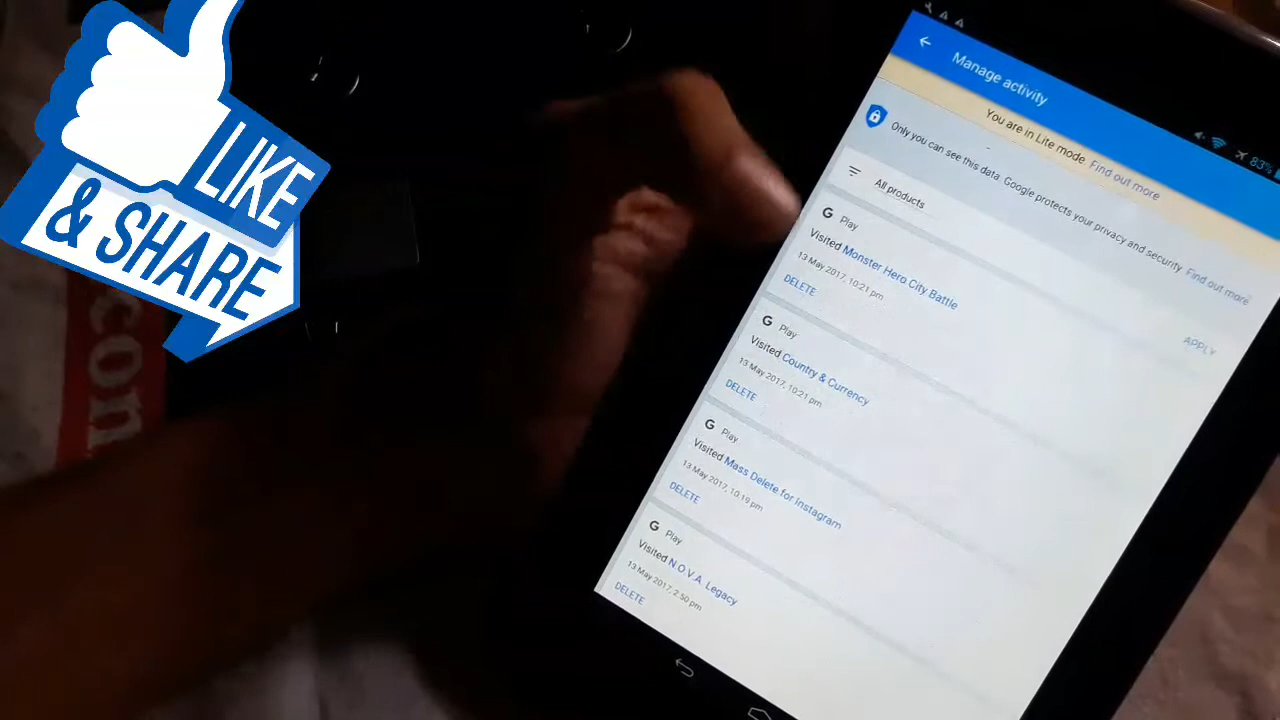 LIKE
& SHARE
con
Manage activity
83%
You are in Lite mode. Find out more
Only you can see this data. Google protects your privacy and security. Find out more
All products
APPLY
G Play
Visited Monster Hero City Battle
13 May 2017, 10:21 pm
DELETE
G Play
Visited Country & Currency
13 May 2017, 10:21 pm
DELETE
G Play
Visited Mass Delete for Instagram
13 May 2017, 10:19 pm
DELETE
G Play
Visited N.O.V.A. Legacy
13 May 2017, 2:50 pm
DELETE